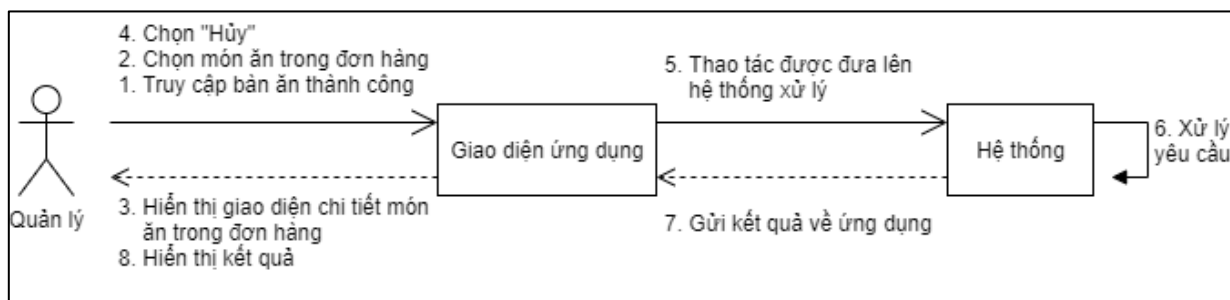 4. Chọn "Hủy"
2. Chọn món ăn trong đơn hàng
1. Truy cập bàn ăn thành công
5. Thao tác được đưa lên
hệ thống xử lý
Giao diện ứng dụng
Hệ thống
6. Xử lý
yêu cầu
Quản lý
3. Hiển thị giao diện chi tiết món
ăn trong đơn hàng
8. Hiển thị kết quả
7. Gửi kết quả về ứng dụng